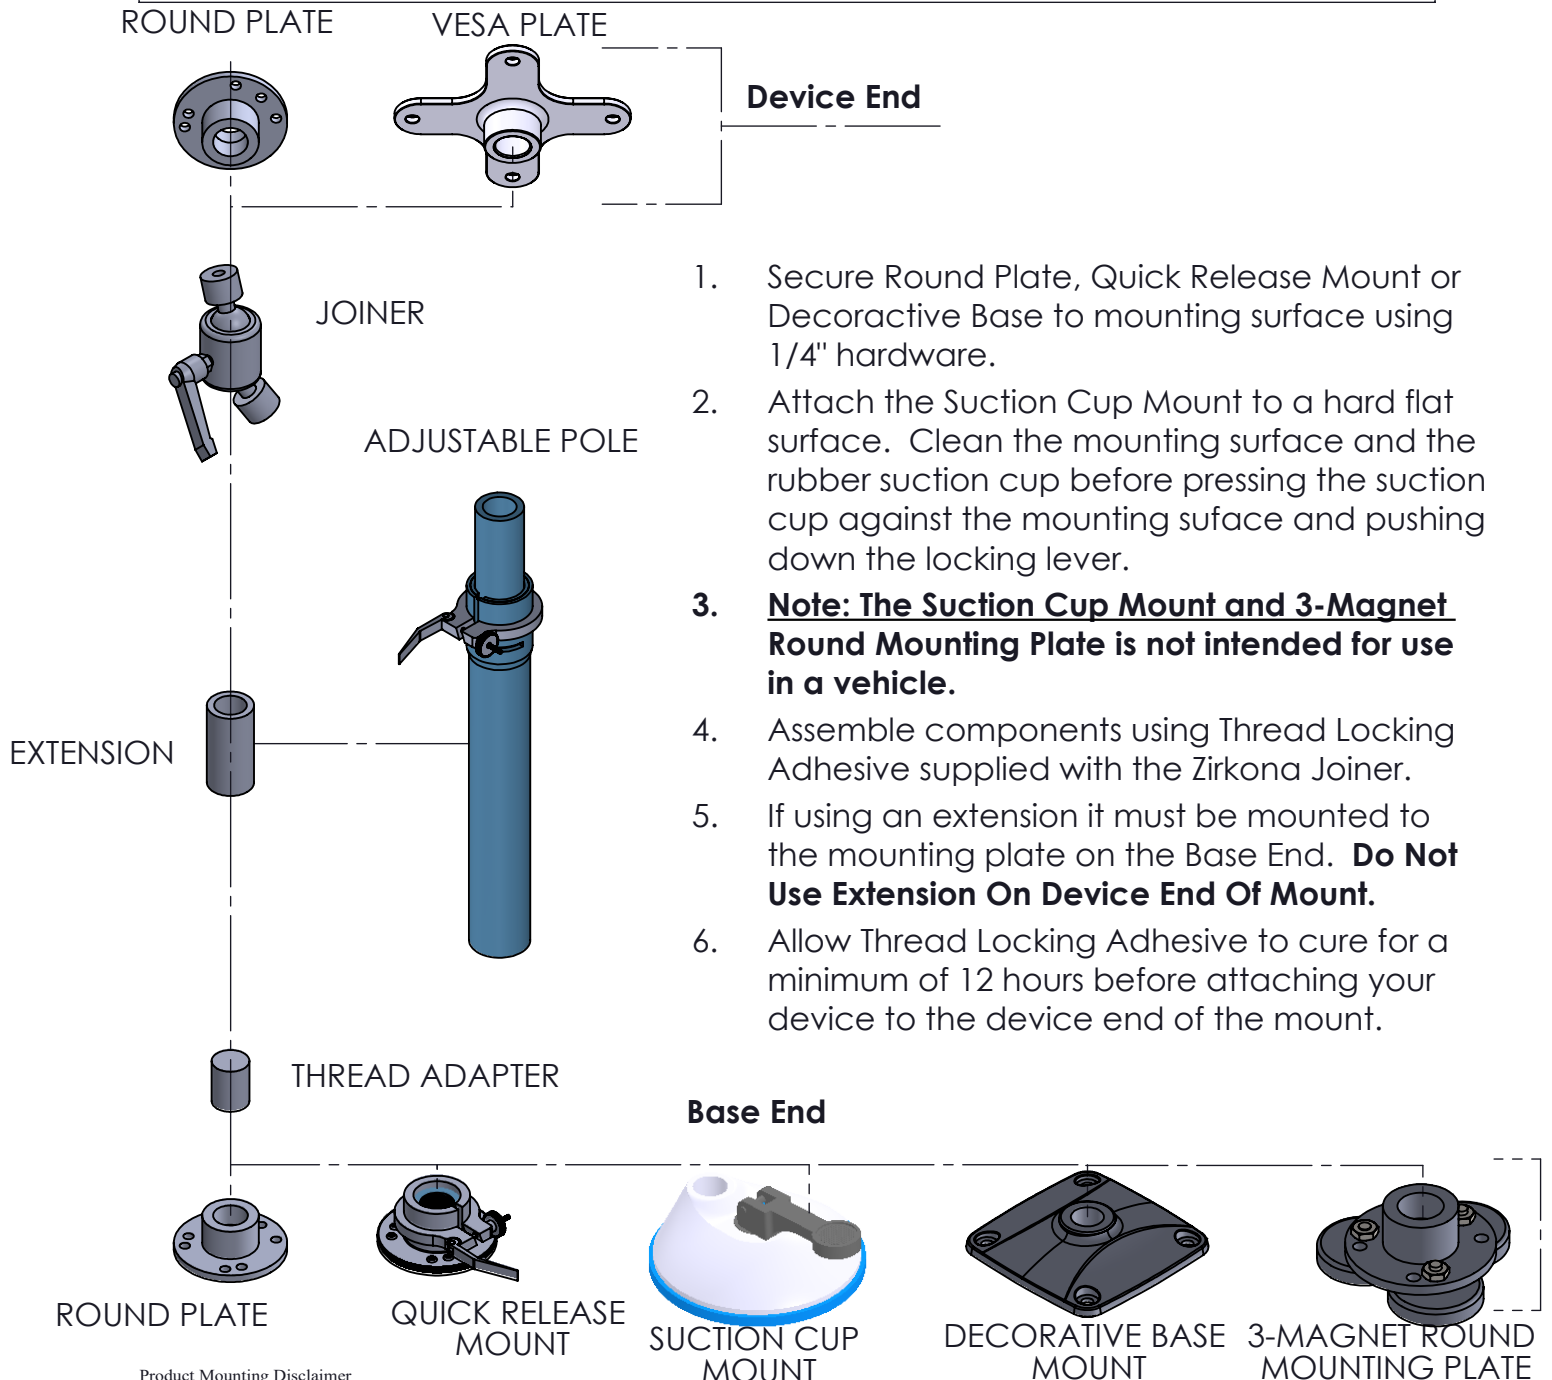 ROUND PLATE
VESA PLATE
Device End
JOINER
ADJUSTABLE POLE
EXTENSION
1. Secure Round Plate, Quick Release Mount or
Decoractive Base to mounting surface using
1/4" hardware.
2. Attach the Suction Cup Mount to a hard flat
surface. Clean the mounting surface and the
rubber suction cup before pressing the suction
cup against the mounting suface and pushing
down the locking lever.
3. Note: The Suction Cup Mount and 3-Magnet
Round Mounting Plate is not intended for use
in a vehicle.
4. Assemble components using Thread Locking
Adhesive supplied with the Zirkona Joiner.
5. If using an extension it must be mounted to
the mounting plate on the Base End. Do Not
Use Extension On Device End Of Mount.
6. Allow Thread Locking Adhesive to cure for a
minimum of 12 hours before attaching your
device to the device end of the mount.
THREAD ADAPTER
Base End
ROUND PLATE
QUICK RELEASE
MOUNT
SUCTION CUP
MOUNT
DECORATIVE BASE
MOUNT
3-MAGNET ROUND
MOUNTING PLATE
Product Mounting Disclaimer